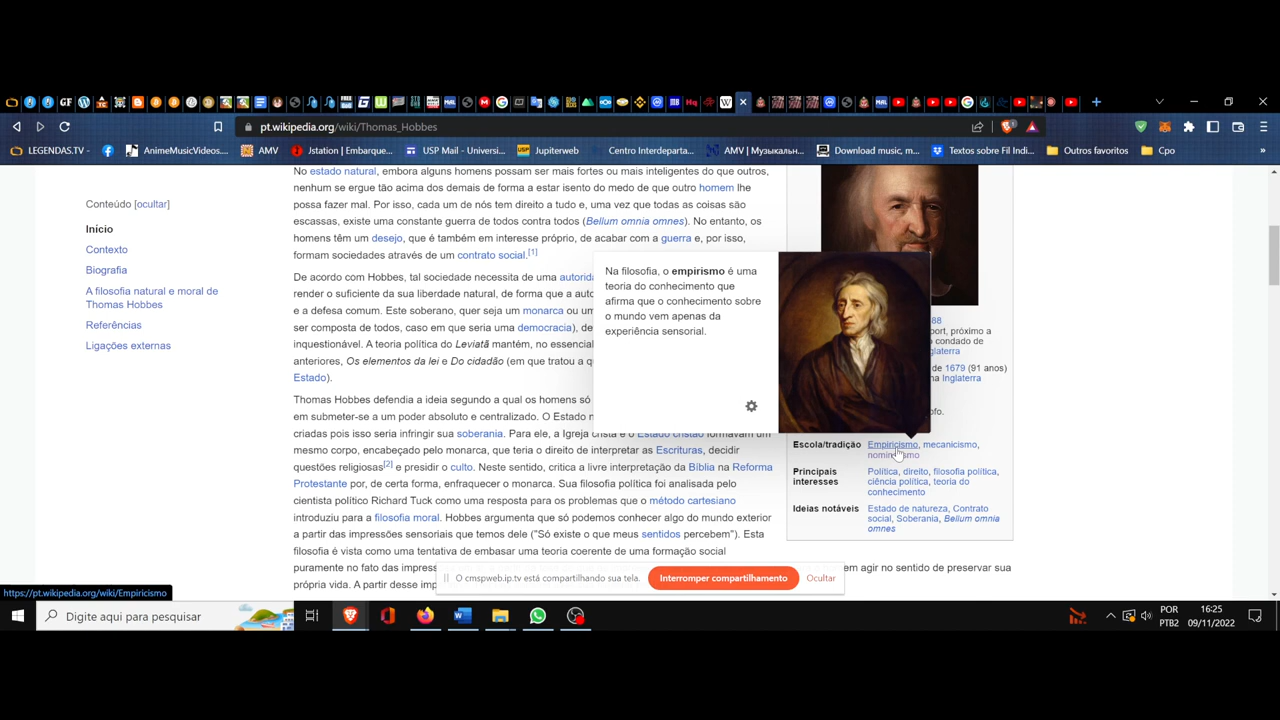 pt.wikipedia.org/wiki/Thomas_Hobbes
1
LEGENDAS.TV - AnimeMusicVideos... AMV Jstation | Embarque... USP Mail - Universi... Jupiterweb Centro Interdeparta... AMV | Музыкальн... Download music, m... Textos sobre Fil Indi... Outros favoritos Cpo »
Conteúdo [ocultar]
Início
Contexto
Biografia
A filosofia natural e moral de
Thomas Hobbes
Referências
Ligações externas
No estado natural, embora alguns homens possam ser mais fortes ou mais inteligentes do que outros,
nenhum se ergue tão acima dos demais de forma a estar isento do medo de que outro homem lhe
possa fazer mal. Por isso, cada um de nós tem direito a tudo e, uma vez que todas as coisas são
escassas, existe uma constante guerra de todos contra todos (Bellum omnia omnes). No entanto, os
homens têm um desejo, que é também em interesse próprio, de acabar com a guerra e, por isso,
formam sociedades através de um contrato social.[1]
De acordo com Hobbes, tal sociedade necessita de uma
render o suficiente da sua liberdade natural, de forma que a
e a defesa comum. Este soberano, quer seja um monarca ou
ser composta de todos, caso em que seria uma democracia),
inquestionável. A teoria política do Leviatã mantém, no
anteriores, Os elementos da lei e Do cidadão (em que tratou a
Estado).
Thomas Hobbes defendia a ideia segundo a qual os homens só
em submeter-se a um poder absoluto e centralizado. O Estado
criadas pois isso seria infringir sua soberania. Para ele, a Igreja cristã e o Estado cristão formavam um
mesmo corpo, encabeçado pelo monarca, que teria o direito de interpretar as Escrituras, decidir
questões religiosas[2] e presidir o culto. Neste sentido, critica a livre interpretação da Bíblia na Reforma
Protestante por, de certa forma, enfraquecer o monarca. Sua filosofia política foi analisada pelo
cientista político Richard Tuck como uma resposta para os problemas que o método cartesiano
introduziu para a filosofia moral. Hobbes argumenta que só podemos conhecer algo do mundo exterior
a partir das impressões sensoriais que temos dele ("Só existe o que meus sentidos percebem"). Esta
filosofia é vista como uma tentativa de embasar uma teoria coerente de uma formação social
puramente no fato das em agir no sentido de preservar sua
própria vida. A partir desse
Na filosofia, o empirismo é uma
teoria do conhecimento que
afirma que o conhecimento sobre
o mundo vem apenas da
experiência sensorial.
88
próximo a
condado de
de 1679 (91 anos)
Inglaterra
Escola/tradição Empiricismo, mecanicismo,
Principais
interesses
Política, direito, filosofia política,
ciência política, teoria do
conhecimento
Ideias notáveis Estado de natureza, Contrato
social, Soberania, Bellum omnia
omnes
O cmspweb.ip.tv está compartilhando sua tela. Interromper compartilhamento Ocultar
https://pt.wikipedia.org/wiki/Empiricismo
Digite aqui para pesquisar
POR
PTB2
16:25
09/11/2022